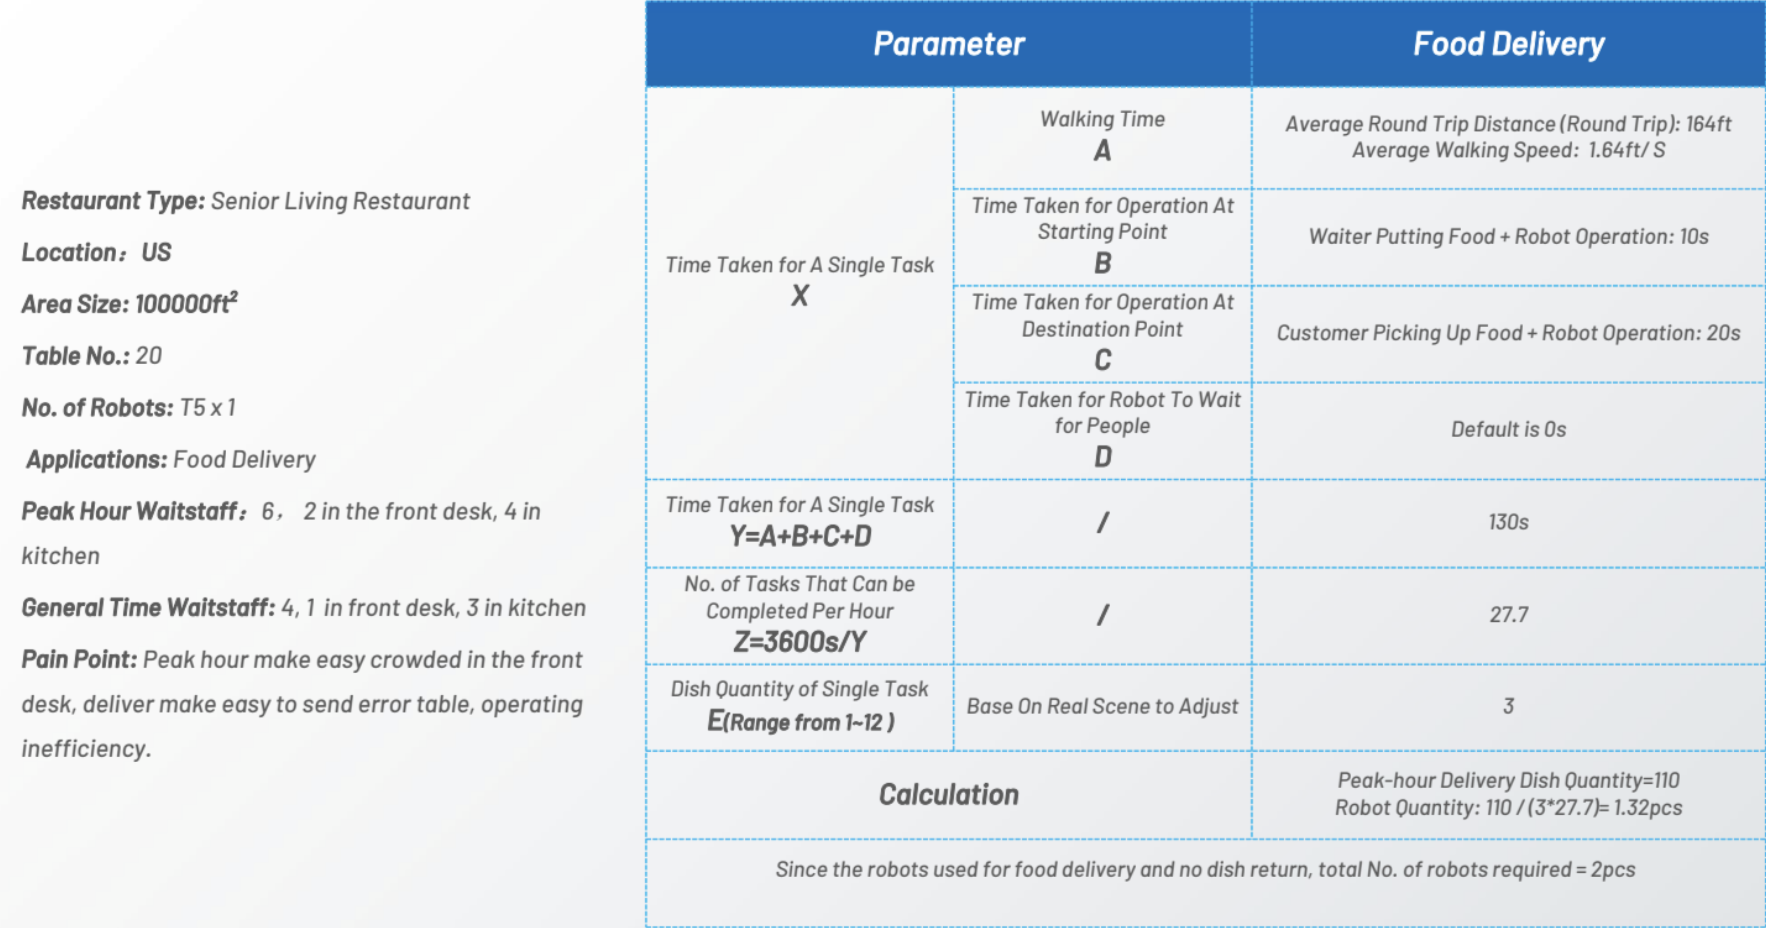 Restaurant Type: Senior Living Restaurant
Location： US
Area Size: 100000ft²
Table No.: 20
No. of Robots: T5 x 1
Applications: Food Delivery
Peak Hour Waitstaff： 6， 2 in the front desk, 4 in
kitchen
General Time Waitstaff: 4, 1 in front desk, 3 in kitchen
Pain Point: Peak hour make easy crowded in the front
desk, deliver make easy to send error table, operating
inefficiency.
Parameter
Food Delivery
Time Taken for A Single Task
X
Walking Time
A
Average Round Trip Distance (Round Trip): 164ft
Average Walking Speed: 1.64ft/ S
Time Taken for Operation At
Starting Point
B
Waiter Putting Food + Robot Operation: 10s
Time Taken for Operation At
Destination Point
C
Customer Picking Up Food + Robot Operation: 20s
Time Taken for Robot To Wait
for People
D
Default is 0s
Time Taken for A Single Task
Y=A+B+C+D
/
130s
No. of Tasks That Can be
Completed Per Hour
Z=3600s/Y
/
27.7
Dish Quantity of Single Task
E(Range from 1~12 )
Base On Real Scene to Adjust
3
Calculation
Peak-hour Delivery Dish Quantity=110
Robot Quantity: 110 / (3*27.7)= 1.32pcs
Since the robots used for food delivery and no dish return, total No. of robots required = 2pcs